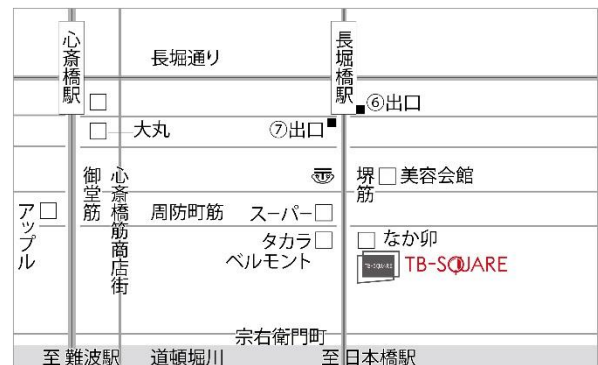 心斎橋駅
長堀通り
長堀橋駅
⑥出口
大丸
⑦出口
御堂筋
心斎橋筋商店街
堺筋
美容会館
アップル
周防町筋
スーパー
タカラ
ベルモント
なか卯
TB-SQUARE
TB-SQUARE
宗右衛門町
至 難波駅
道頓堀川
至 日本橋駅